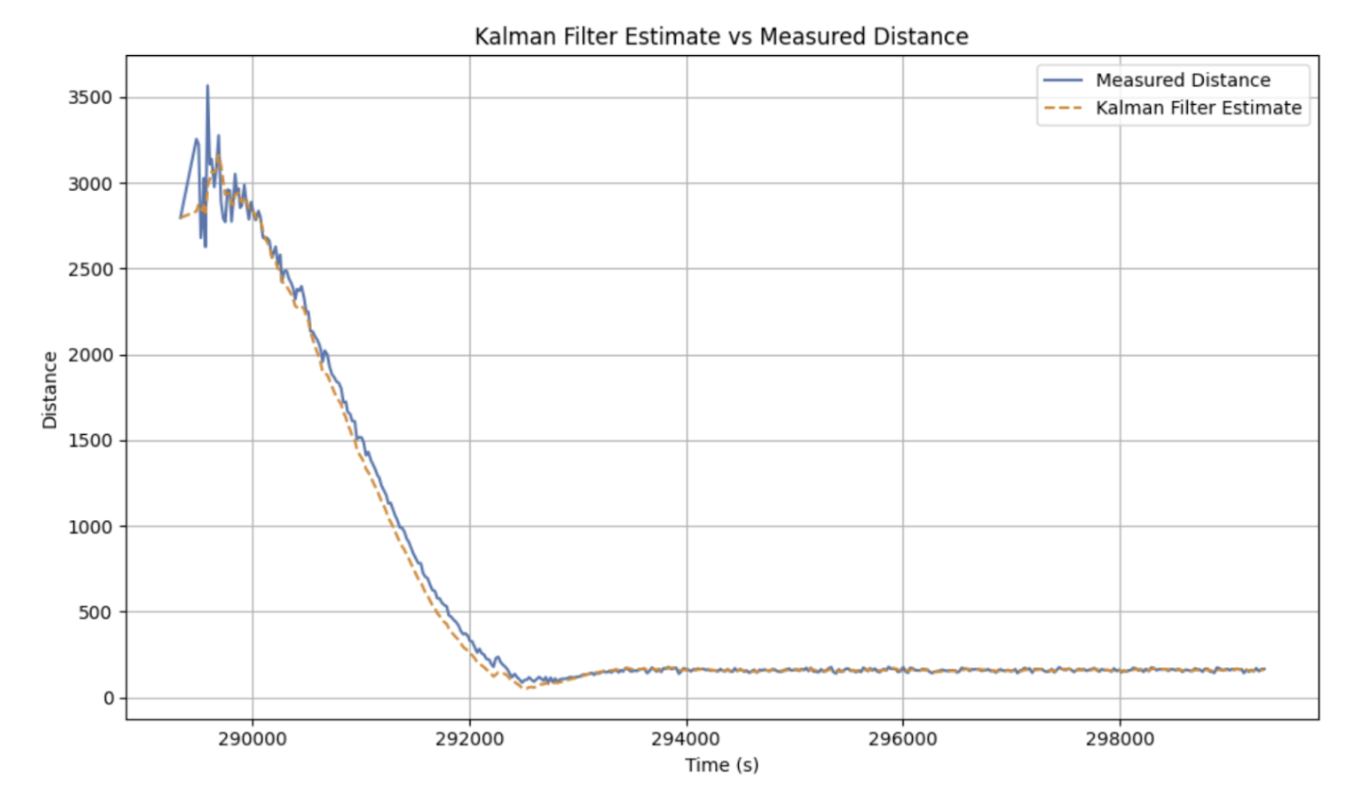 Kalman Filter Estimate vs Measured Distance
Measured Distance
Kalman Filter Estimate
3500
3000
2500
2000
1500
1000
500
0
Distance
290000 292000 294000 296000 298000
Time (s)